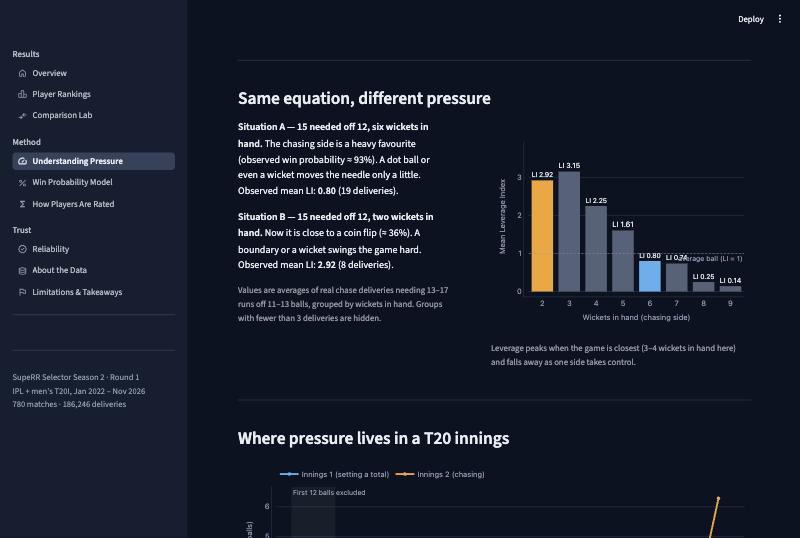 Deploy
Results
Overview
Player Rankings
Comparison Lab
Method
Understanding Pressure
Win Probability Model
How Players Are Rated
Trust
Reliability
About the Data
Limitations & Takeaways
SupeRR Selector Season 2 · Round 1
IPL + men's T20I, Jan 2022 – Nov 2026
780 matches · 186,246 deliveries
Same equation, different pressure
Situation A — 15 needed off 12, six wickets in
hand. The chasing side is a heavy favourite
(observed win probability ≈ 93%). A dot ball or
even a wicket moves the needle only a little.
Observed mean LI: 0.80 (19 deliveries).
Situation B — 15 needed off 12, two wickets in
hand. Now it is close to a coin flip (≈ 36%). A
boundary or a wicket swings the game hard.
Observed mean LI: 2.92 (8 deliveries).
Values are averages of real chase deliveries needing 13–17
runs off 11–13 balls, grouped by wickets in hand. Groups
with fewer than 3 deliveries are hidden.
Mean Leverage Index
3
2
1
0
LI 2.92
LI 3.15
LI 2.25
LI 1.61
LI 0.80
LI 0.74
LI 0.25
LI 0.14
average ball (LI = 1)
2 3 4 5 6 7 8 9
Wickets in hand (chasing side)
Leverage peaks when the game is closest (3–4 wickets in hand here)
and falls away as one side takes control.
Where pressure lives in a T20 innings
Innings 1 (setting a total) Innings 2 (chasing)
First 12 balls excluded
6
5
balls)